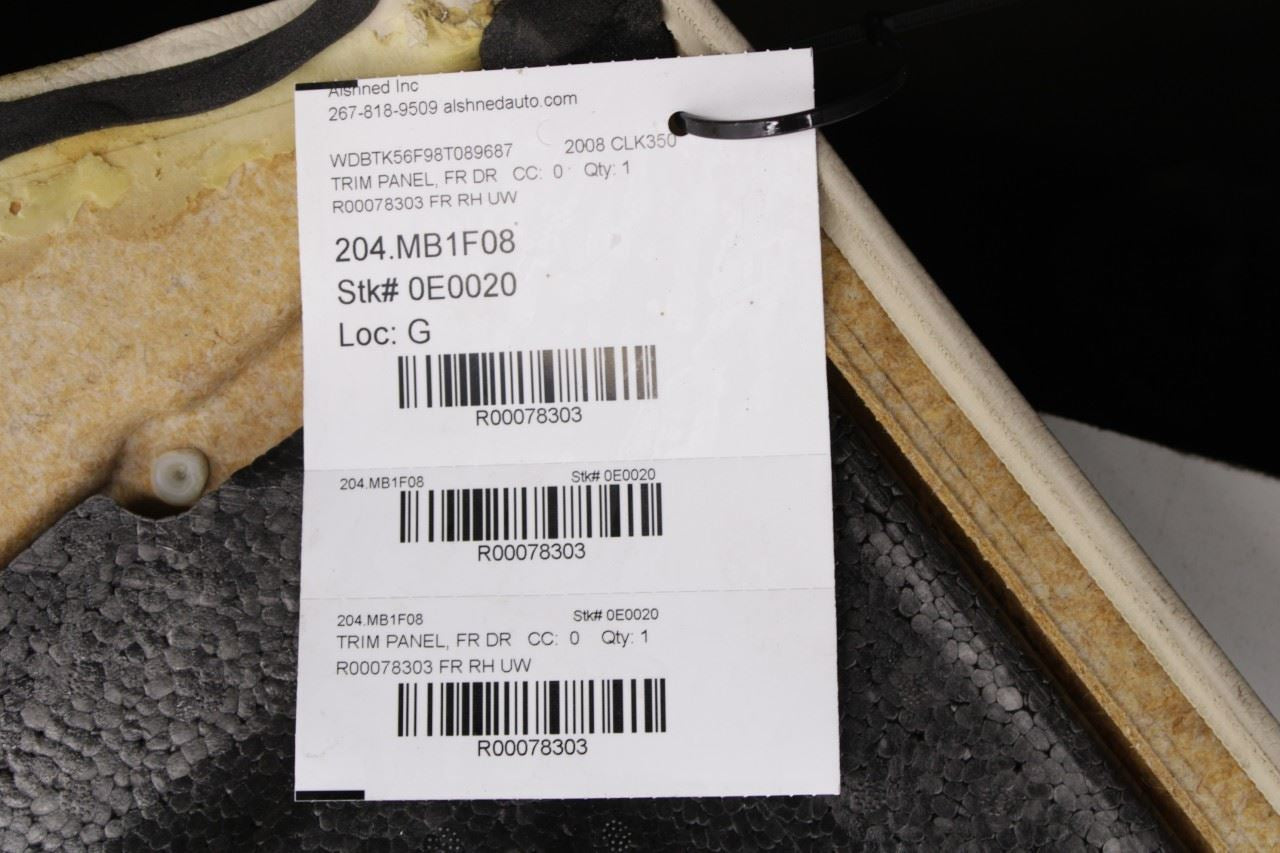 Alshned Inc
267-818-9509 alshnedauto.com
WDBTK56F98T089687 2008 CLK350
TRIM PANEL, FR DR CC: 0 Qty: 1
R00078303 FR RH UW
204.MB1F08
Stk# 0E0020
Loc: G
R00078303
204.MB1F08 Stk# 0E0020
R00078303
204.MB1F08 Stk# 0E0020
TRIM PANEL, FR DR CC: 0 Qty: 1
R00078303 FR RH UW
R00078303